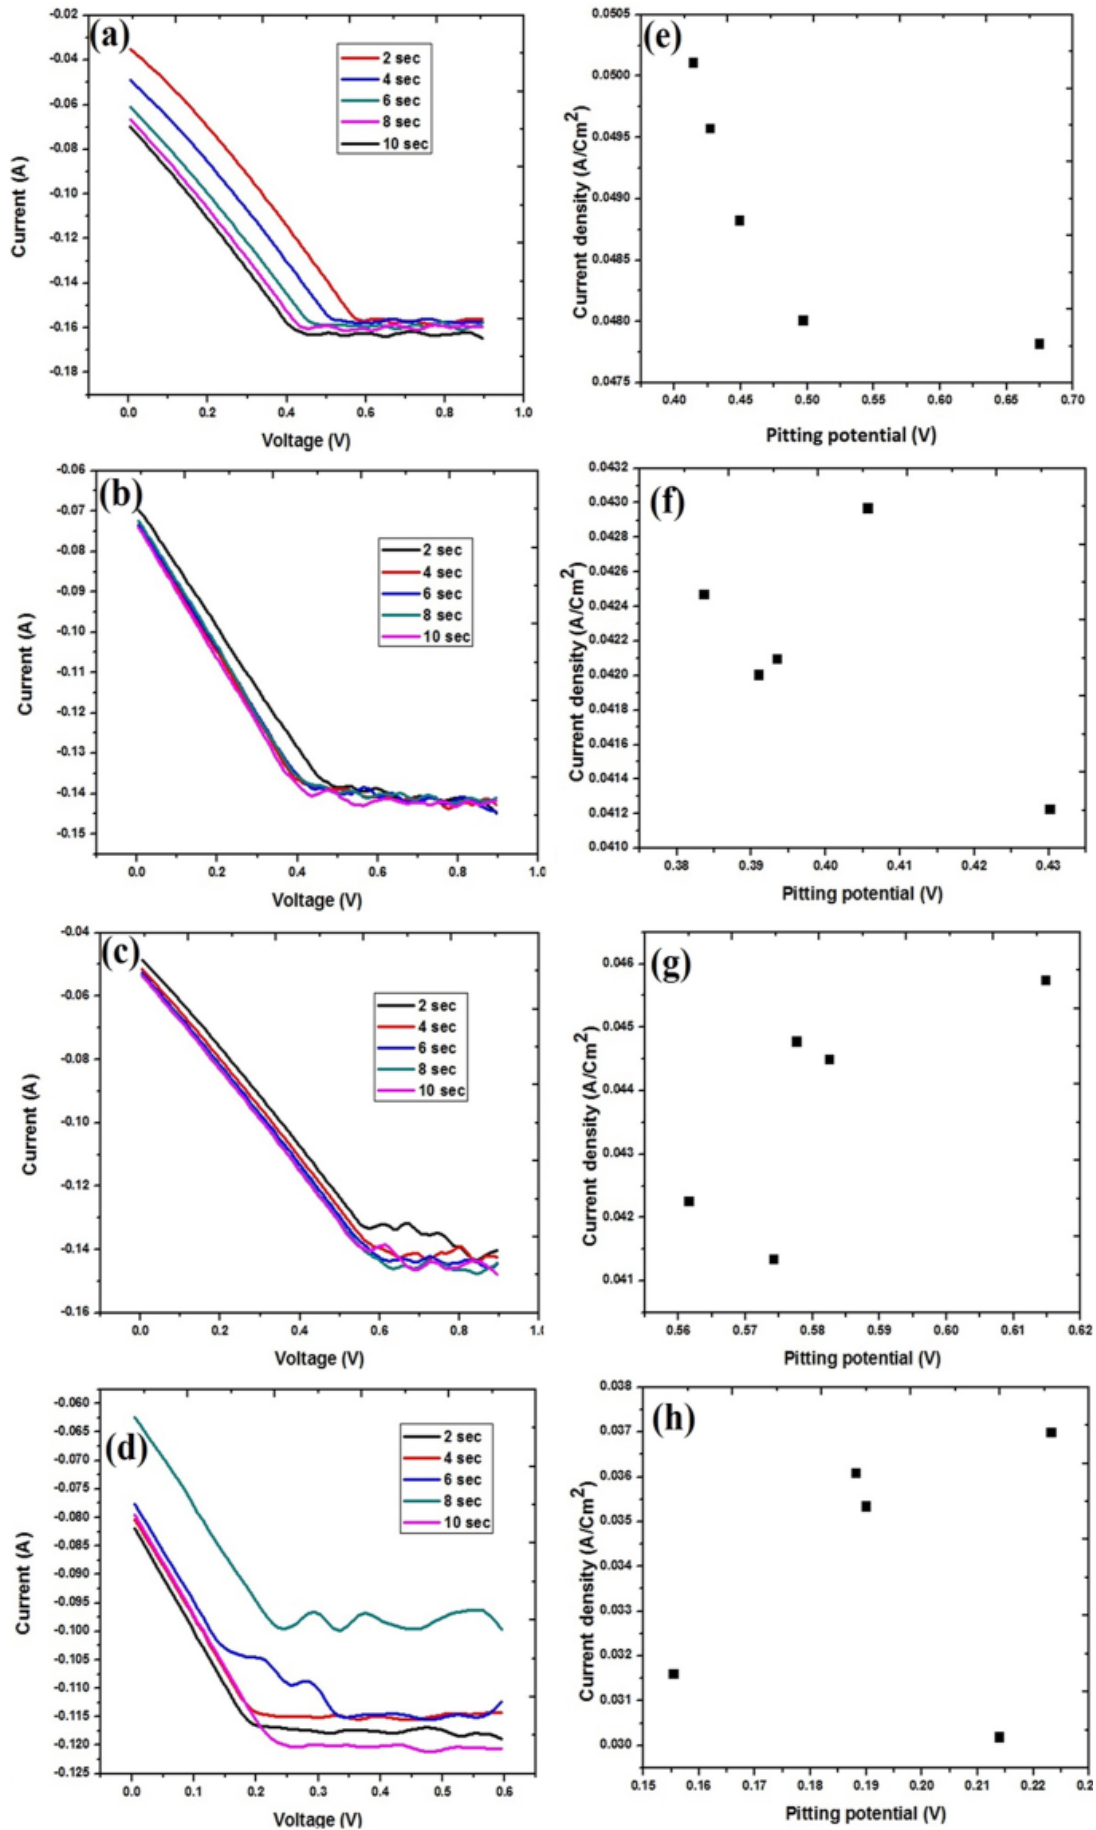 (a)
-0.02
-0.04
-0.06
-0.08
-0.10
-0.12
-0.14
-0.16
-0.18
Current (A)
2 sec
4 sec
6 sec
8 sec
10 sec
0.0 0.2 0.4 0.6 0.8 1.0
Voltage (V)
(e)
0.0505
0.0500
0.0495
0.0490
0.0485
0.0480
0.0475
Current density (A/Cm2)
0.40 0.45 0.50 0.55 0.60 0.65 0.70
Pitting potential (V)
(b)
-0.06
-0.07
-0.08
-0.09
-0.10
-0.11
-0.12
-0.13
-0.14
-0.15
Current (A)
2 sec
4 sec
6 sec
8 sec
10 sec
0.0 0.2 0.4 0.6 0.8 1.0
Voltage (V)
(f)
0.0432
0.0430
0.0428
0.0426
0.0424
0.0422
0.0420
0.0418
0.0416
0.0414
0.0412
0.0410
Current density (A/Cm2)
0.38 0.39 0.40 0.41 0.42 0.43
Pitting potential (V)
(c)
-0.04
-0.06
-0.08
-0.10
-0.12
-0.14
-0.16
Current (A)
2 sec
4 sec
6 sec
8 sec
10 sec
0.0 0.2 0.4 0.6 0.8
Voltage (V)
(g)
0.046
0.045
0.044
0.043
0.042
0.041
Current density (A/Cm2)
0.56 0.57 0.58 0.59 0.60 0.61 0.62
Pitting potential (V)
(d)
-0.060
-0.065
-0.070
-0.075
-0.080
-0.085
-0.090
-0.095
-0.100
-0.105
-0.110
-0.115
-0.120
-0.125
Current (A)
2 sec
4 sec
6 sec
8 sec
10 sec
0.0 0.1 0.2 0.3 0.4 0.5 0.6
Voltage (V)
(h)
0.038
0.037
0.036
0.035
0.034
0.033
0.032
0.031
0.030
Current density (A/Cm2)
0.15 0.16 0.17 0.18 0.19 0.20 0.21 0.22
Pitting potential (V)